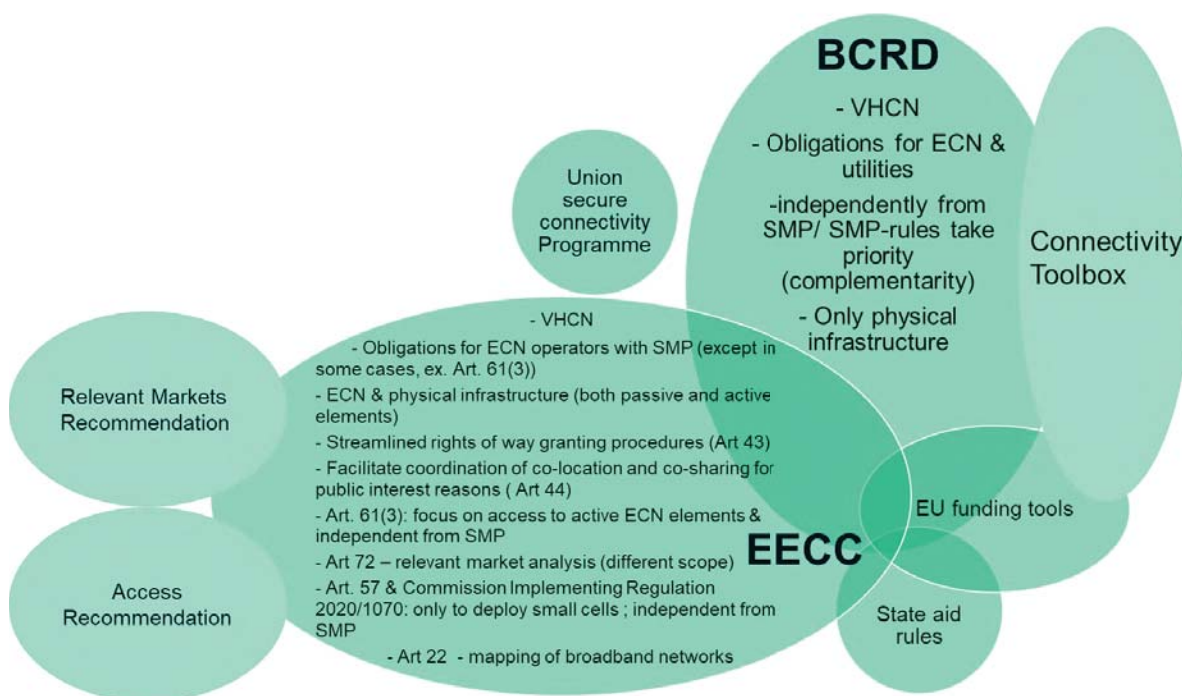 BCRD
- VHCN
- Obligations for ECN &
utilities
-independently from
SMP/ SMP-rules take
priority
(complementarity)
- Only physical
infrastructure
Connectivity
Toolbox
Union
secure
connectivity
Programme
Relevant Markets
Recommendation
Access
Recommendation
- VHCN
- Obligations for ECN operators with SMP (except in
some cases, ex. Art. 61(3))
- ECN & physical infrastructure (both passive and active
elements)
- Streamlined rights of way granting procedures (Art 43)
- Facilitate coordination of co-location and co-sharing for
public interest reasons ( Art 44)
- Art. 61(3): focus on access to active ECN elements &
independent from SMP
- Art 72 – relevant market analysis (different scope)
- Art. 57 & Commission Implementing Regulation
2020/1070: only to deploy small cells ; independent from
SMP
- Art 22 - mapping of broadband networks
EECC
EU funding tools
State aid
rules